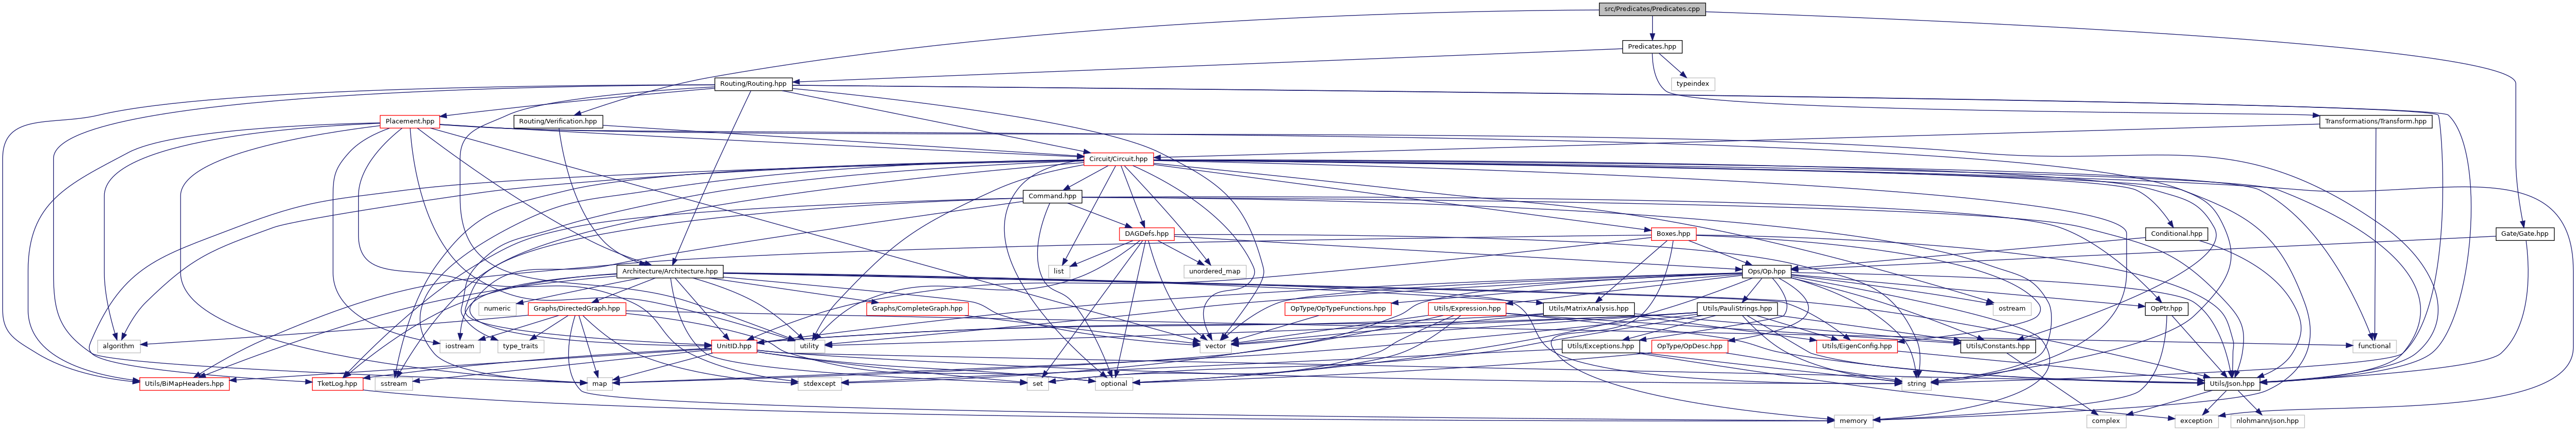 src/Predicates/Predicates.cpp
Predicates.hpp
Routing/Routing.hpp
typeindex
Placement.hpp
Routing/Verification.hpp
Transformations/Transform.hpp
Circuit/Circuit.hpp
Command.hpp
DAGDefs.hpp
Boxes.hpp
Conditional.hpp
Gate/Gate.hpp
Architecture/Architecture.hpp
list
unordered_map
Ops/Op.hpp
numeric
Graphs/DirectedGraph.hpp
Graphs/CompleteGraph.hpp
OpType/OpTypeFunctions.hpp
Utils/Expression.hpp
Utils/MatrixAnalysis.hpp
Utils/PauliStrings.hpp
ostream
OpPtr.hpp
algorithm
iostream
type_traits
UnitID.hpp
utility
vector
Utils/Exceptions.hpp
OpType/OpDesc.hpp
Utils/EigenConfig.hpp
Utils/Constants.hpp
functional
Utils/BiMapHeaders.hpp
TketLog.hpp
sstream
map
stdexcept
set
optional
string
Utils/Json.hpp
memory
complex
exception
nlohmann/json.hpp